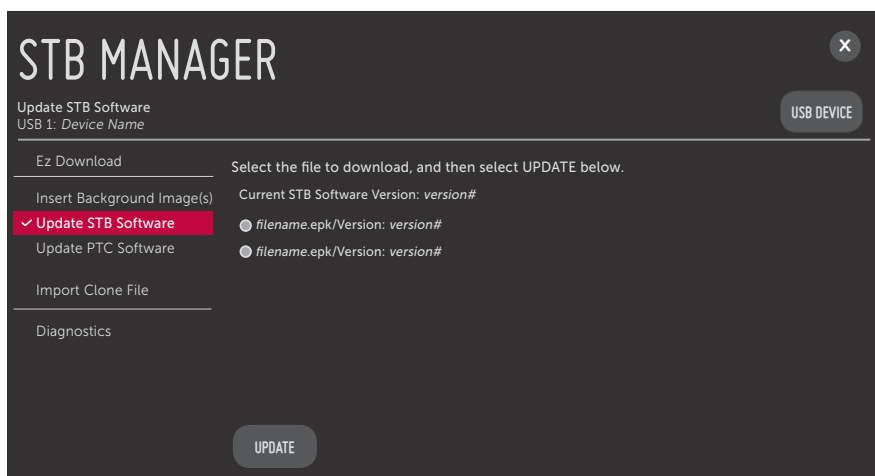 STB MANAGER
X
Update STB Software
USB 1: Device Name
USB DEVICE
Ez Download
Insert Background Image(s)
Update STB Software
Update PTC Software
Import Clone File
Diagnostics
Select the file to download, and then select UPDATE below.
Current STB Software Version: version#
filename.epk/Version: version#
filename.epk/Version: version#
UPDATE